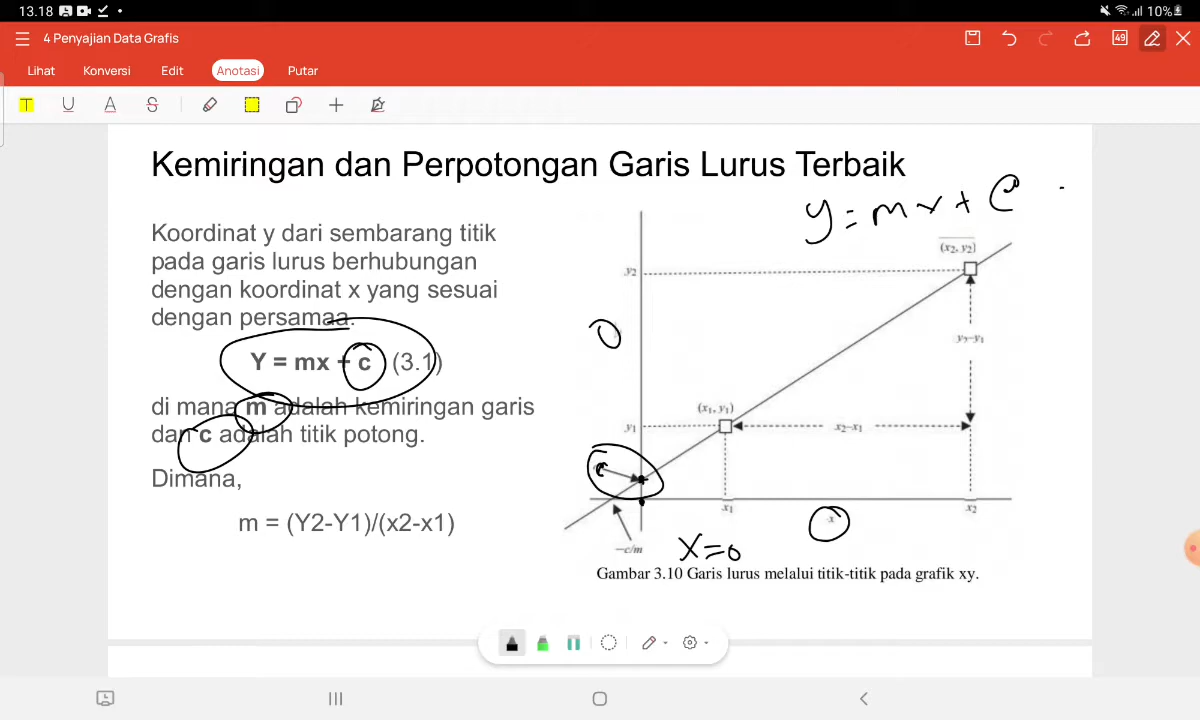 13.18
10%
4 Penyajian Data Grafis
49
Lihat Konversi Edit Anotasi Putar
T U A S
Kemiringan dan Perpotongan Garis Lurus Terbaik
y = mx + c
Koordinat y dari sembarang titik
pada garis lurus berhubungan
dengan koordinat x yang sesuai
dengan persamaa.
Y = mx + c (3.1)
di mana m adalah kemiringan garis
dan c adalah titik potong.
Dimana,
m = (Y2-Y1)/(x2-x1)
(x2, y2)
y2
y2-y1
(x1, y1)
y1
x2-x1
c
x1
x2
x
-c/m
X=0
Gambar 3.10 Garis lurus melalui titik-titik pada grafik xy.